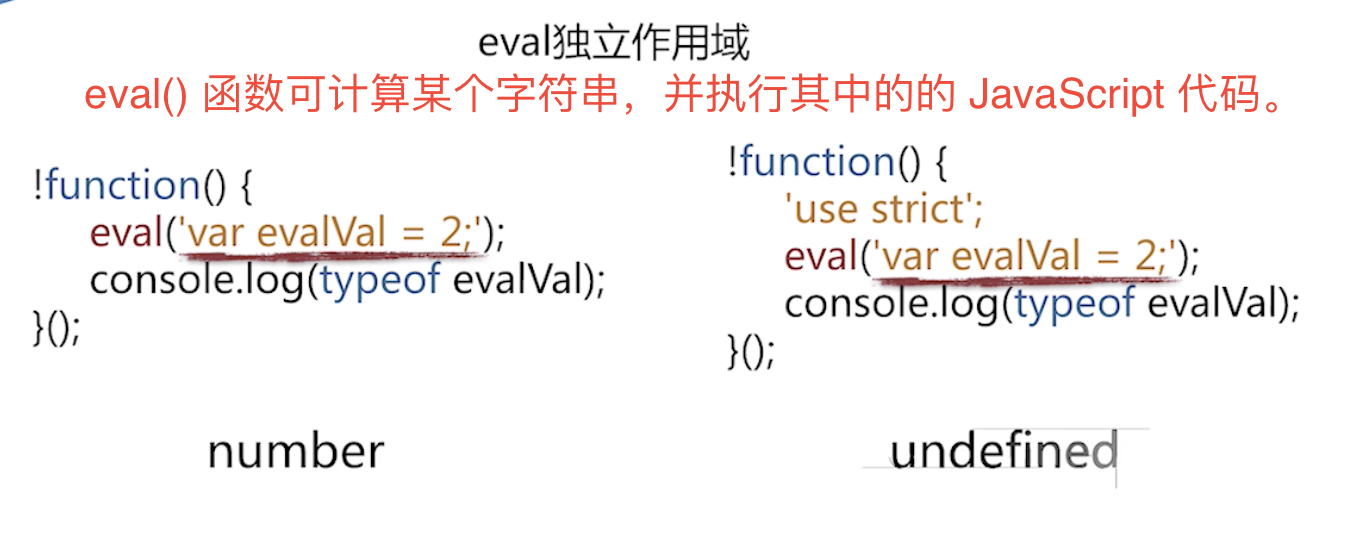 eval独立作用域
eval() 函数可计算某个字符串，并执行其中的的 JavaScript 代码。
!function() {
eval('var evalVal = 2;');
console.log(typeof evalVal);
}();
number
!function() {
'use strict';
eval('var evalVal = 2;');
console.log(typeof evalVal);
}();
undefined